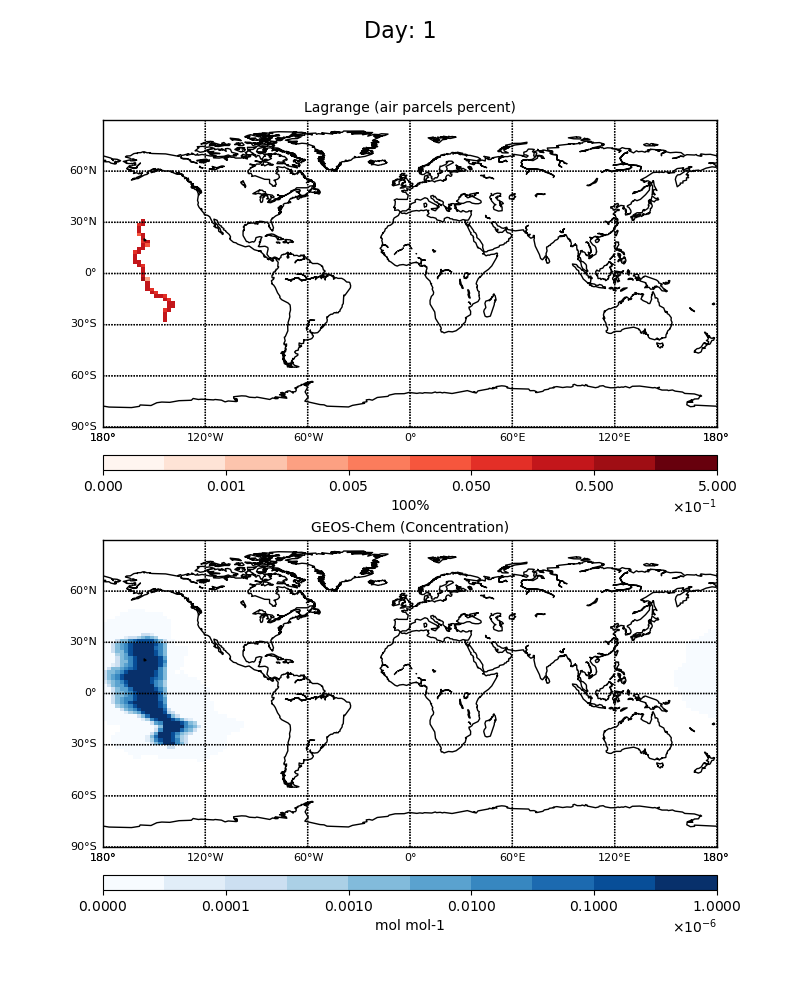 Day: 1
Lagrange (air parcels percent)
60°N
30°N
0°
30°S
60°S
90°S
180° 120°W 60°W 0° 60°E 120°E 180°
0.000 0.001 0.005 0.050 0.500 5.000
100% ×10⁻¹
GEOS-Chem (Concentration)
60°N
30°N
0°
30°S
60°S
90°S
180° 120°W 60°W 0° 60°E 120°E 180°
0.0000 0.0001 0.0010 0.0100 0.1000 1.0000
mol mol-1 ×10⁻⁶